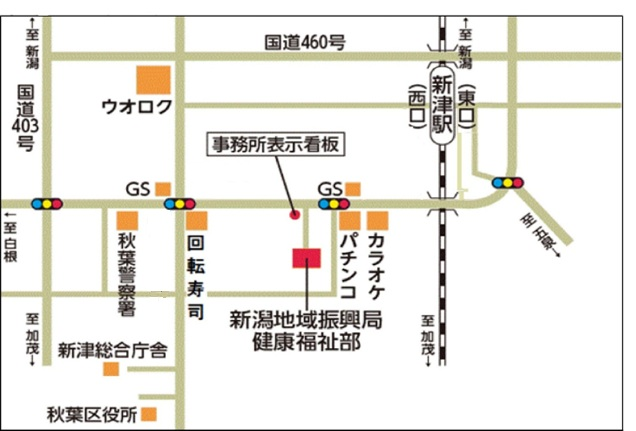 ←至新潟
国道460号
←至新潟
国道403号
ウオロク
新津駅
(西口)
(東口)
事務所表示看板
GS
GS
←至白根
秋葉警察署
回転寿司
パチンコ
カラオケ
至五泉→
新潟地域振興局
健康福祉部
至加茂→
至加茂→
新津総合庁舎
秋葉区役所